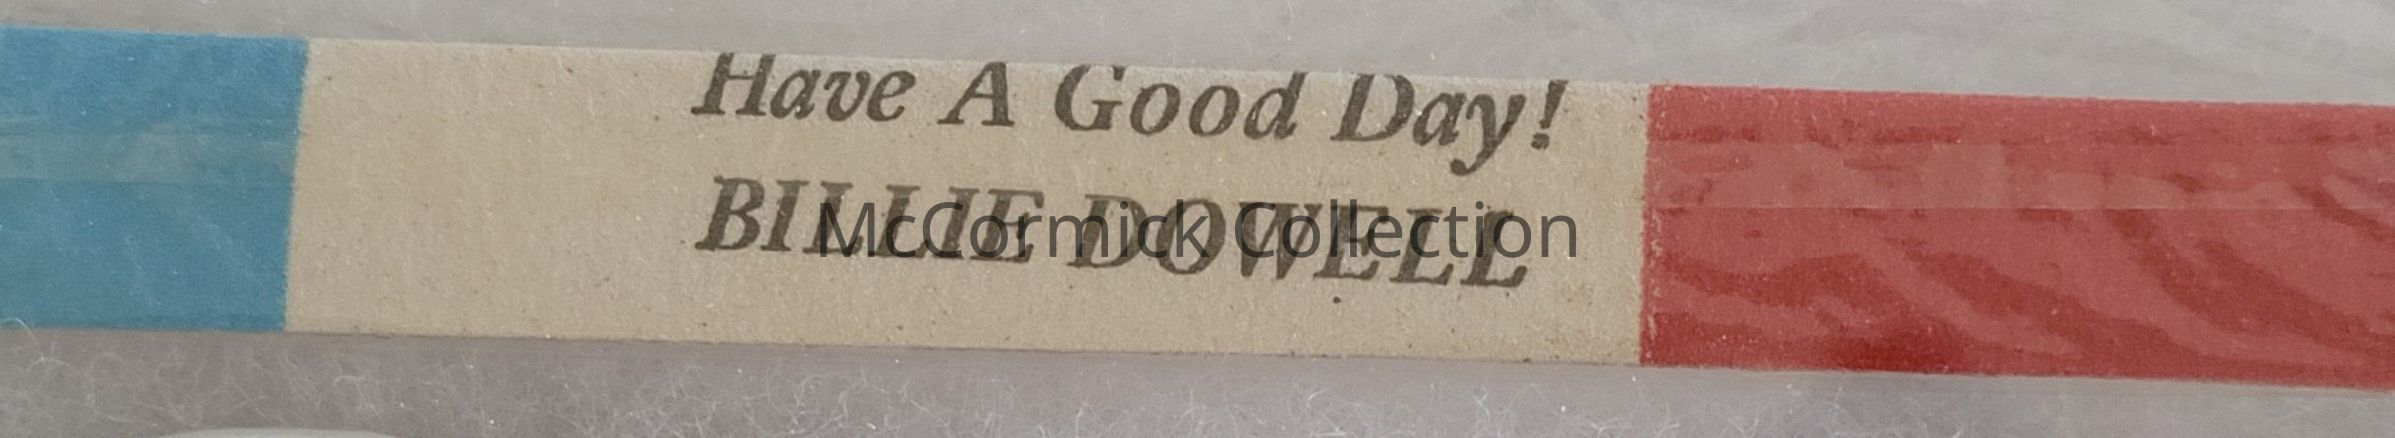 Have A Good Day!
BILLIE DOWELL
McCormick Collection